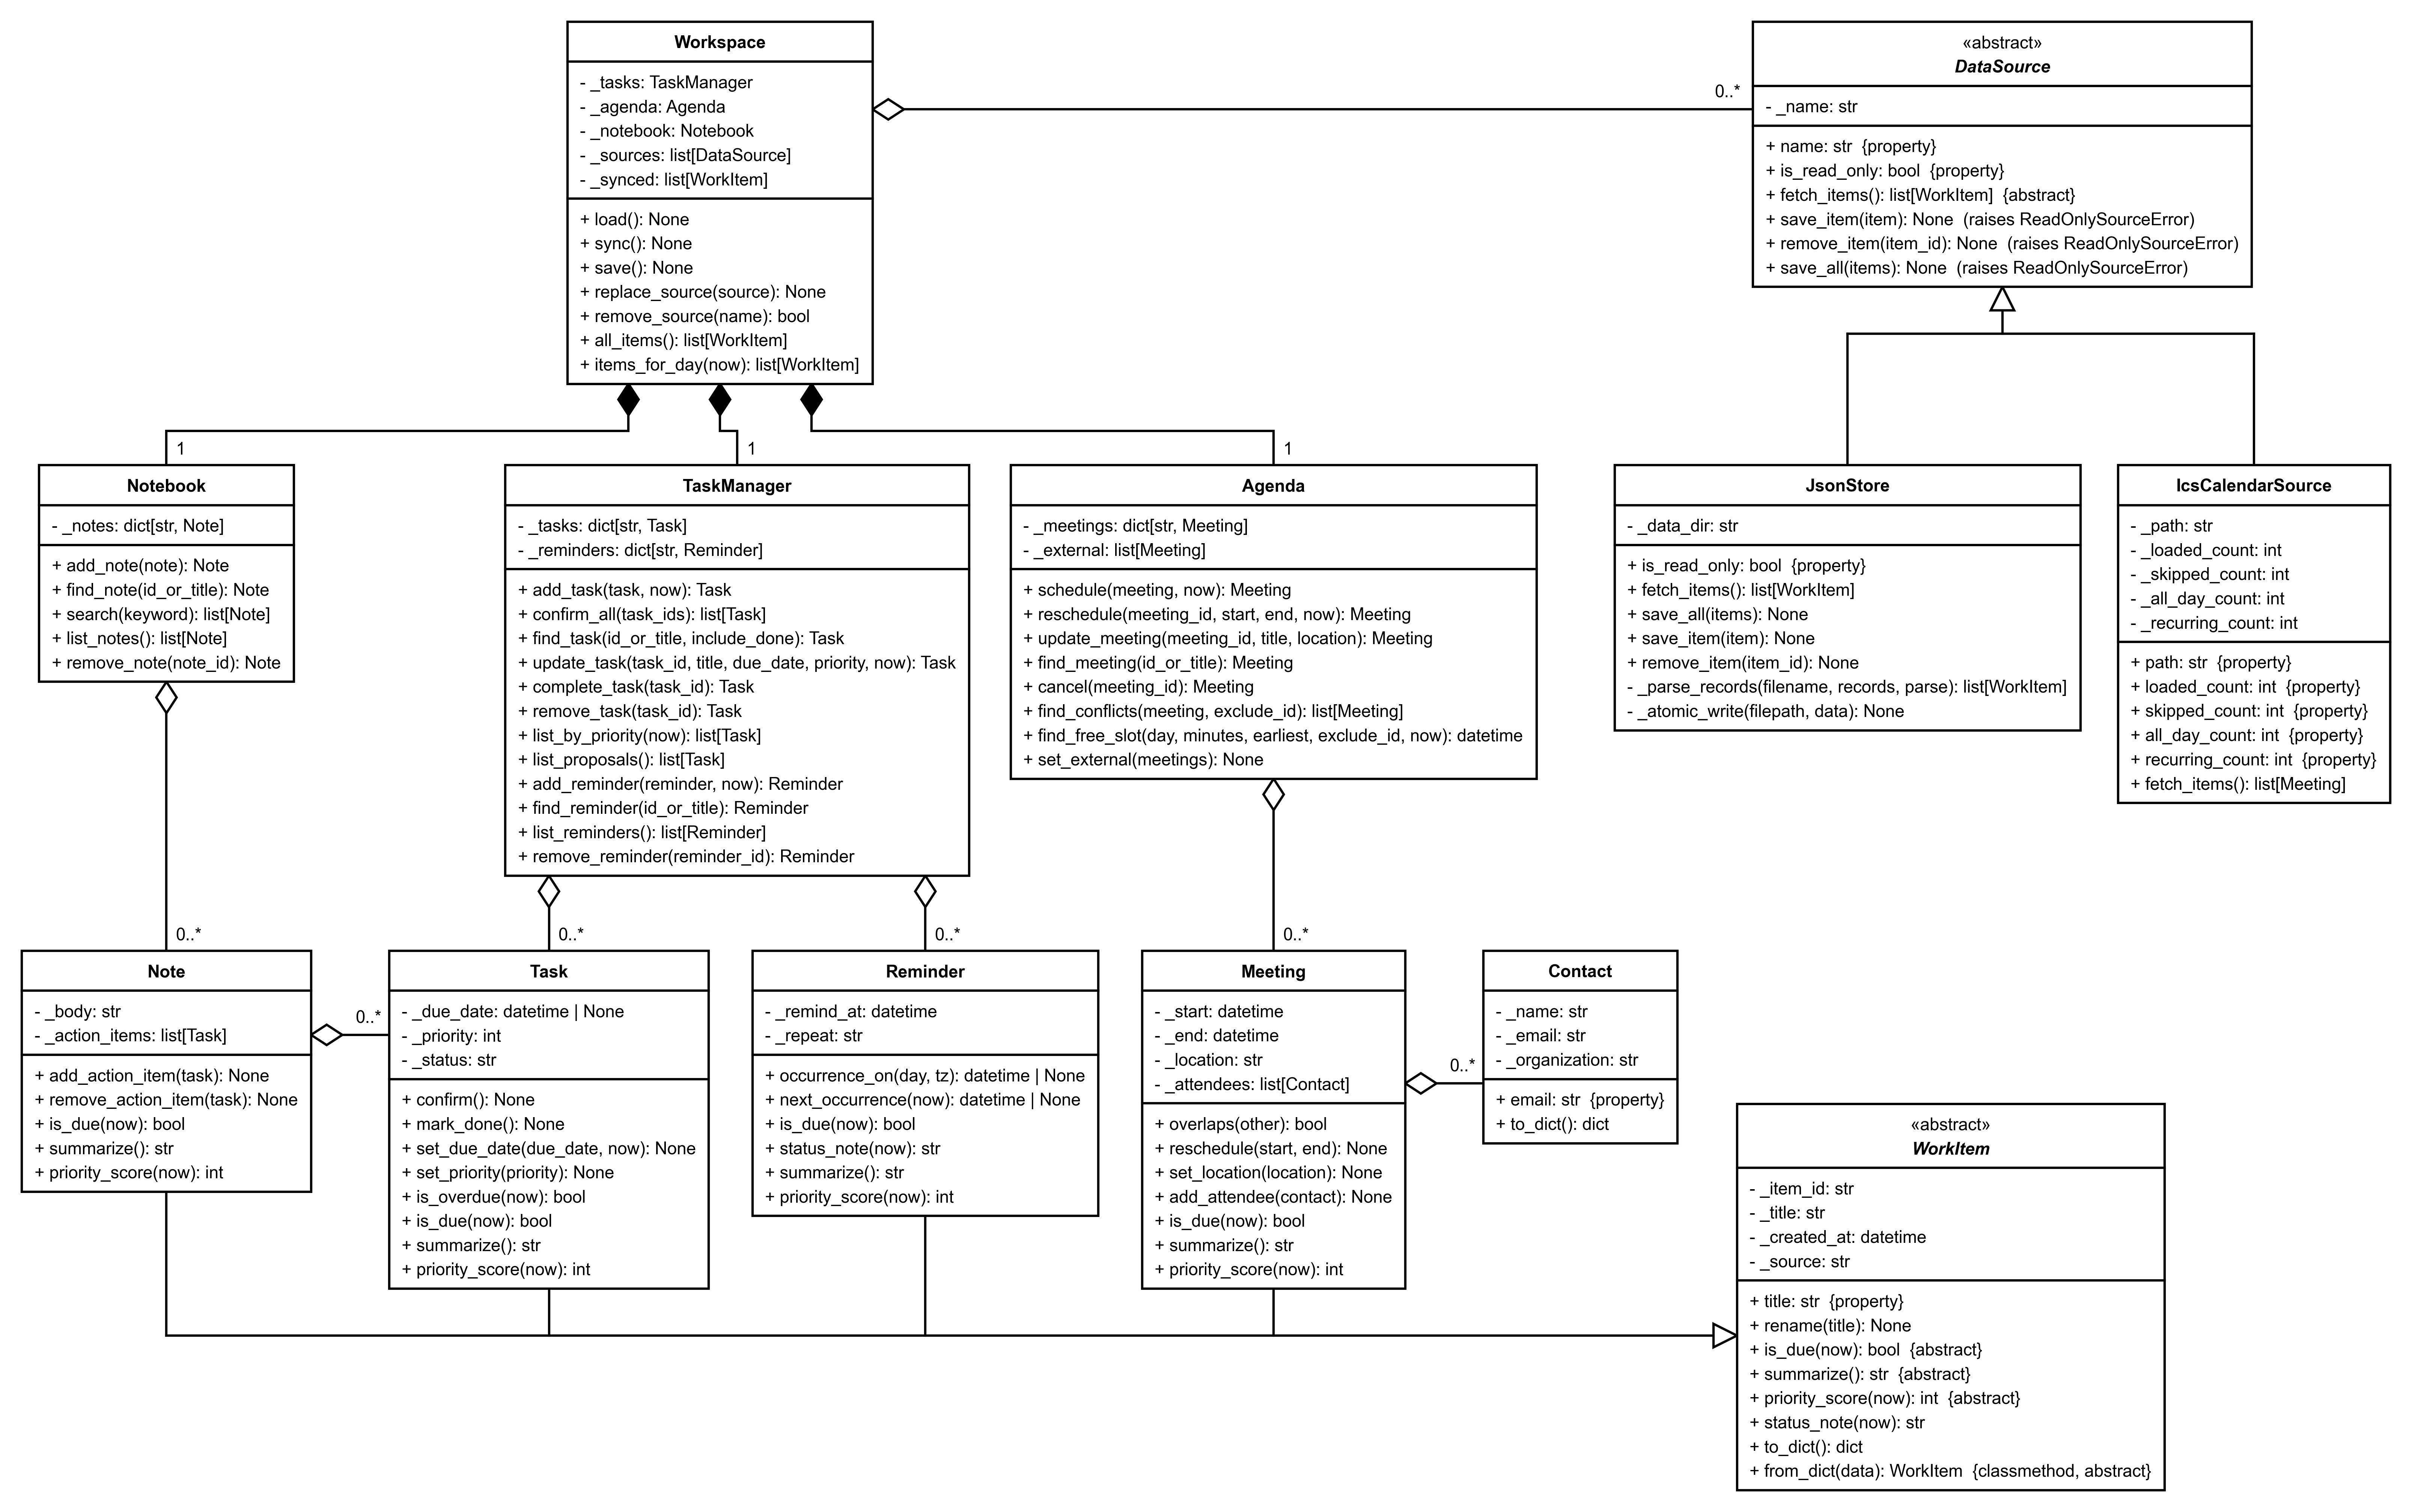 Workspace
- _tasks: TaskManager
- _agenda: Agenda
- _notebook: Notebook
- _sources: list[DataSource]
- _synced: list[WorkItem]
+ load(): None
+ sync(): None
+ save(): None
+ replace_source(source): None
+ remove_source(name): bool
+ all_items(): list[WorkItem]
+ items_for_day(now): list[WorkItem]
0..*
«abstract»
DataSource
- _name: str
+ name: str {property}
+ is_read_only: bool {property}
+ fetch_items(): list[WorkItem] {abstract}
+ save_item(item): None (raises ReadOnlySourceError)
+ remove_item(item_id): None (raises ReadOnlySourceError)
+ save_all(items): None (raises ReadOnlySourceError)
1
1
1
Notebook
- _notes: dict[str, Note]
+ add_note(note): Note
+ find_note(id_or_title): Note
+ search(keyword): list[Note]
+ list_notes(): list[Note]
+ remove_note(note_id): Note
TaskManager
- _tasks: dict[str, Task]
- _reminders: dict[str, Reminder]
+ add_task(task, now): Task
+ confirm_all(task_ids): list[Task]
+ find_task(id_or_title, include_done): Task
+ update_task(task_id, title, due_date, priority, now): Task
+ complete_task(task_id): Task
+ remove_task(task_id): Task
+ list_by_priority(now): list[Task]
+ list_proposals(): list[Task]
+ add_reminder(reminder, now): Reminder
+ find_reminder(id_or_title): Reminder
+ list_reminders(): list[Reminder]
+ remove_reminder(reminder_id): Reminder
Agenda
- _meetings: dict[str, Meeting]
- _external: list[Meeting]
+ schedule(meeting, now): Meeting
+ reschedule(meeting_id, start, end, now): Meeting
+ update_meeting(meeting_id, title, location): Meeting
+ find_meeting(id_or_title): Meeting
+ cancel(meeting_id): Meeting
+ find_conflicts(meeting, exclude_id): list[Meeting]
+ find_free_slot(day, minutes, earliest, exclude_id, now): datetime
+ set_external(meetings): None
JsonStore
- _data_dir: str
+ is_read_only: bool {property}
+ fetch_items(): list[WorkItem]
+ save_all(items): None
+ save_item(item): None
+ remove_item(item_id): None
- _parse_records(filename, records, parse): list[WorkItem]
- _atomic_write(filepath, data): None
IcsCalendarSource
- _path: str
- _loaded_count: int
- _skipped_count: int
- _all_day_count: int
- _recurring_count: int
+ path: str {property}
+ loaded_count: int {property}
+ skipped_count: int {property}
+ all_day_count: int {property}
+ recurring_count: int {property}
+ fetch_items(): list[Meeting]
0..*
0..*
0..*
0..*
Note
- _body: str
- _action_items: list[Task]
+ add_action_item(task): None
+ remove_action_item(task): None
+ is_due(now): bool
+ summarize(): str
+ priority_score(now): int
0..*
Task
- _due_date: datetime | None
- _priority: int
- _status: str
+ confirm(): None
+ mark_done(): None
+ set_due_date(due_date, now): None
+ set_priority(priority): None
+ is_overdue(now): bool
+ is_due(now): bool
+ summarize(): str
+ priority_score(now): int
Reminder
- _remind_at: datetime
- _repeat: str
+ occurrence_on(day, tz): datetime | None
+ next_occurrence(now): datetime | None
+ is_due(now): bool
+ status_note(now): str
+ summarize(): str
+ priority_score(now): int
Meeting
- _start: datetime
- _end: datetime
- _location: str
- _attendees: list[Contact]
+ overlaps(other): bool
+ reschedule(start, end): None
+ set_location(location): None
+ add_attendee(contact): None
+ is_due(now): bool
+ summarize(): str
+ priority_score(now): int
0..*
Contact
- _name: str
- _email: str
- _organization: str
+ email: str {property}
+ to_dict(): dict
«abstract»
WorkItem
- _item_id: str
- _title: str
- _created_at: datetime
- _source: str
+ title: str {property}
+ rename(title): None
+ is_due(now): bool {abstract}
+ summarize(): str {abstract}
+ priority_score(now): int {abstract}
+ status_note(now): str
+ to_dict(): dict
+ from_dict(data): WorkItem {classmethod, abstract}